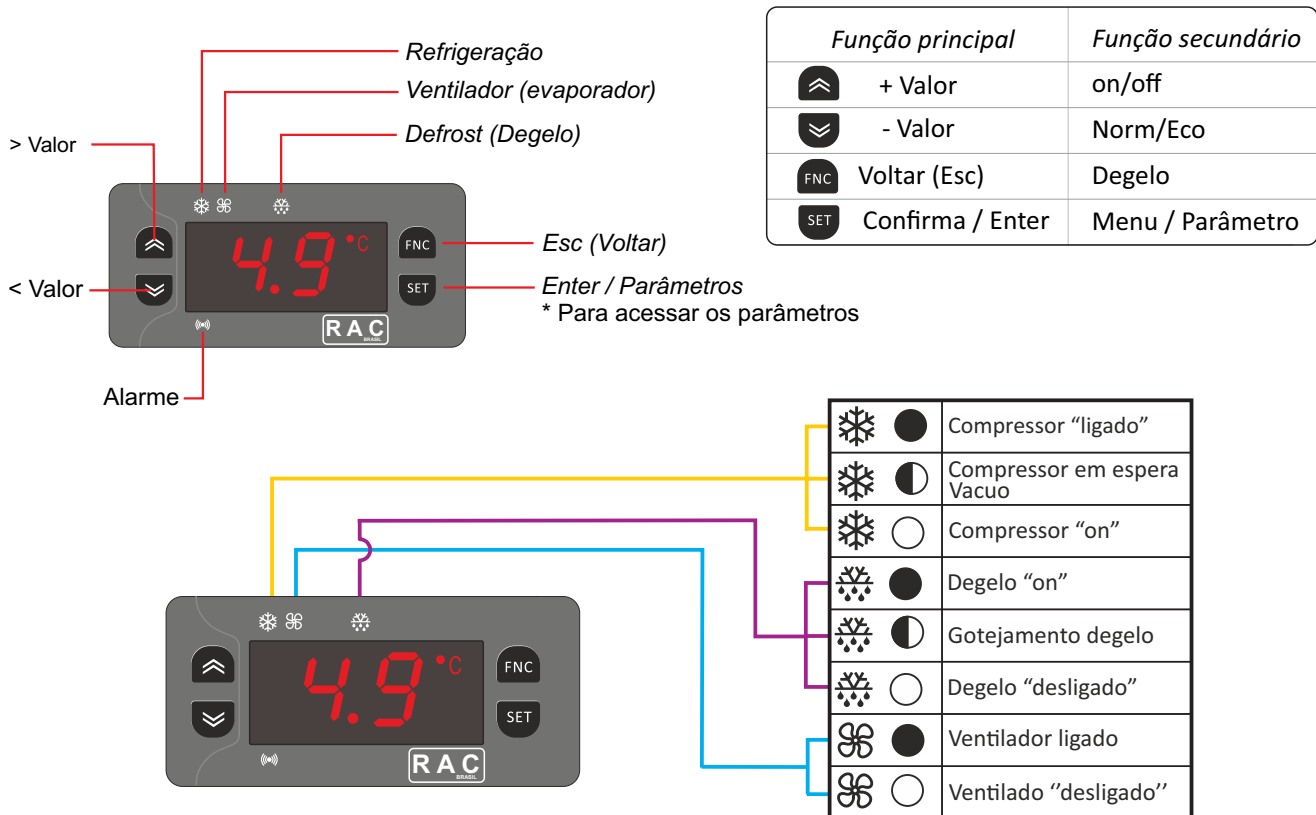 Refrigeração
Ventilador (evaporador)
Defrost (Degelo)
> Valor
4.9 °C
FNC
SET
< Valor
Esc (Voltar)
Enter / Parâmetros
* Para acessar os parâmetros
RAC
BRASIL
Alarme
Função principal Função secundário
+ Valor on/off
- Valor Norm/Eco
FNC Voltar (Esc) Degelo
SET Confirma / Enter Menu / Parâmetro
4.9 °C
FNC
SET
RAC
BRASIL
Compressor “ligado”
Compressor em espera
Vacuo
Compressor “on”
Degelo “on”
Gotejamento degelo
Degelo “desligado”
Ventilador ligado
Ventilado ‘‘desligado’’